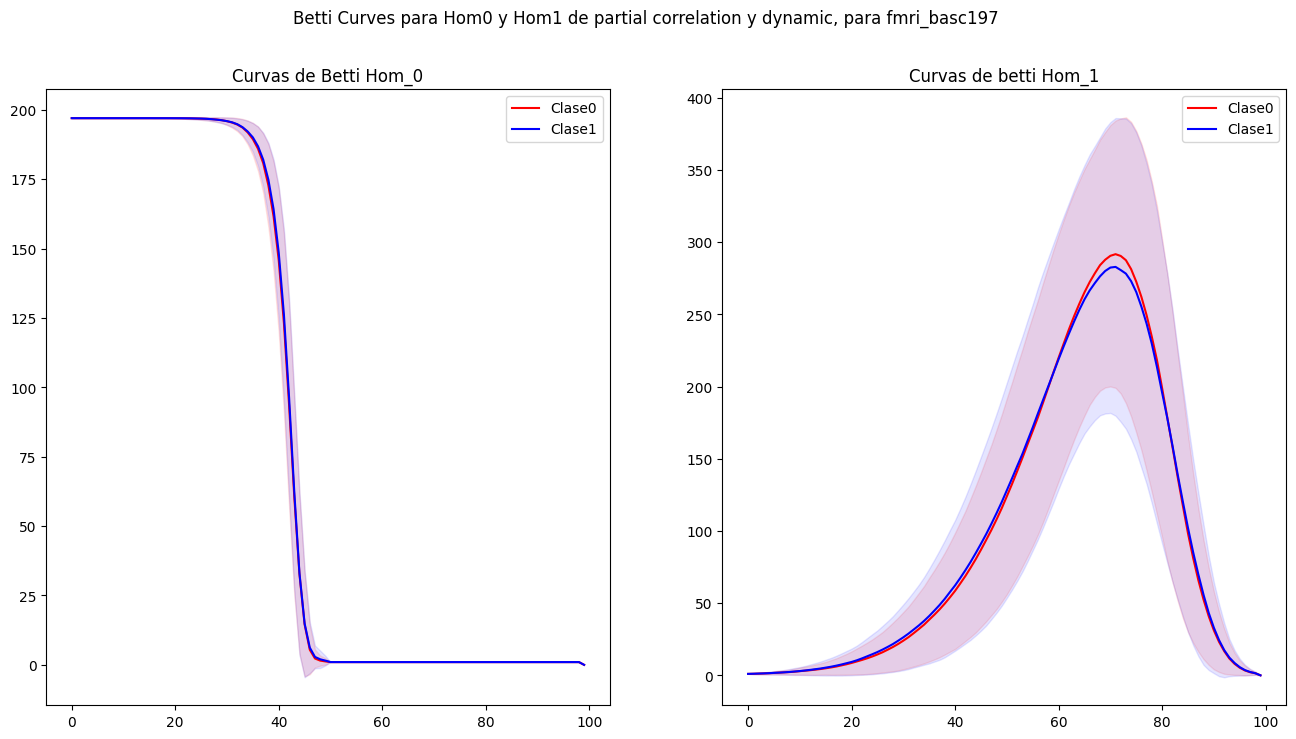 Betti Curves para Hom0 y Hom1 de partial correlation y dynamic, para fmri_basc197
Curvas de Betti Hom_0
Clase0
Clase1
200
175
150
125
100
75
50
25
0
0 20 40 60 80 100
Curvas de betti Hom_1
Clase0
Clase1
400
350
300
250
200
150
100
50
0
0 20 40 60 80 100